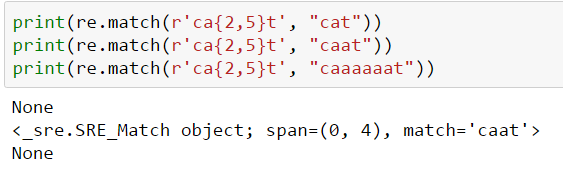 print(re.match(r'ca{2,5}t', "cat"))
print(re.match(r'ca{2,5}t', "caat"))
print(re.match(r'ca{2,5}t', "caaaaaat"))
None
<_sre.SRE_Match object; span=(0, 4), match='caat'>
None